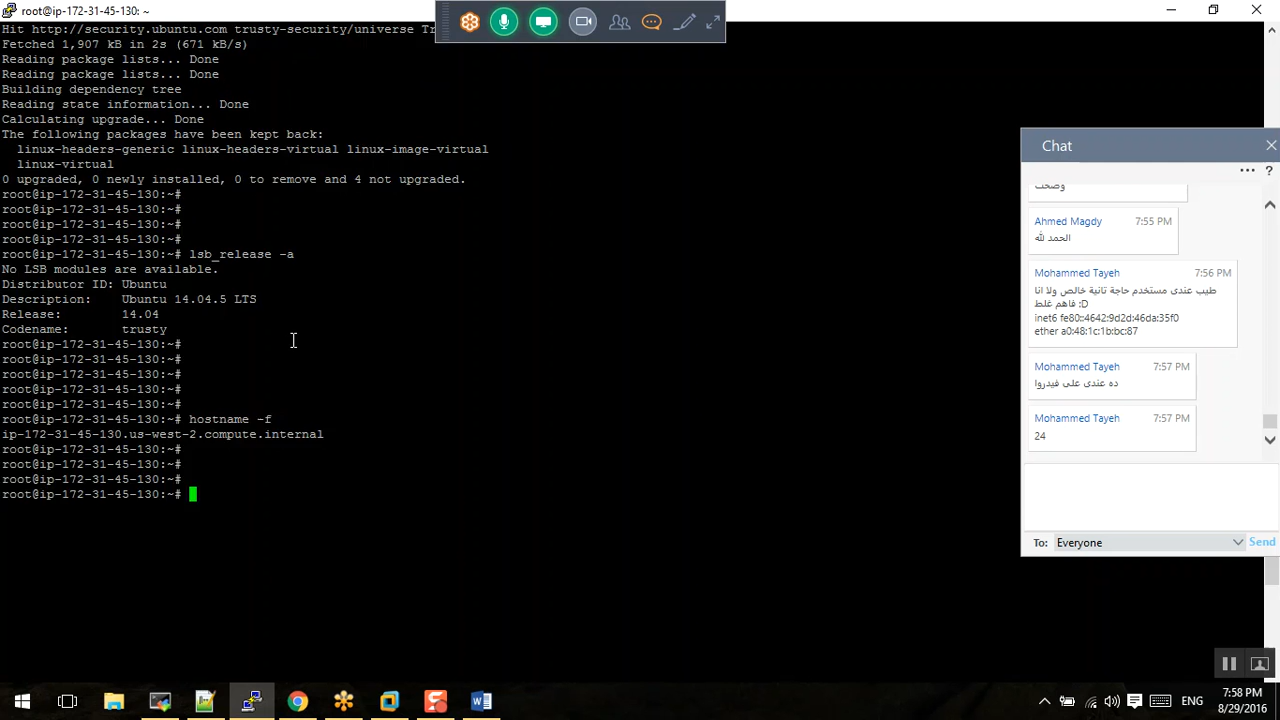 root@ip-172-31-45-130: ~
Hit http://security.ubuntu.com trusty-security/universe Tr
Fetched 1,907 kB in 2s (671 kB/s)
Reading package lists... Done
Reading package lists... Done
Building dependency tree
Reading state information... Done
Calculating upgrade... Done
The following packages have been kept back:
linux-headers-generic linux-headers-virtual linux-image-virtual
linux-virtual
0 upgraded, 0 newly installed, 0 to remove and 4 not upgraded.
root@ip-172-31-45-130:~#
root@ip-172-31-45-130:~#
root@ip-172-31-45-130:~#
root@ip-172-31-45-130:~#
root@ip-172-31-45-130:~# lsb_release -a
No LSB modules are available.
Distributor ID: Ubuntu
Description: Ubuntu 14.04.5 LTS
Release: 14.04
Codename: trusty
root@ip-172-31-45-130:~#
root@ip-172-31-45-130:~#
root@ip-172-31-45-130:~#
root@ip-172-31-45-130:~#
root@ip-172-31-45-130:~#
root@ip-172-31-45-130:~# hostname -f
ip-172-31-45-130.us-west-2.compute.internal
root@ip-172-31-45-130:~#
root@ip-172-31-45-130:~#
root@ip-172-31-45-130:~#
root@ip-172-31-45-130:~#
Chat
... ?
وضحت
Ahmed Magdy 7:55 PM
الحمد لله
Mohammed Tayeh 7:56 PM
طيب عندى مستخدم حاجة تانية خالص ولا انا
فاهم غلط :D
inet6 fe80::4642:9d2d:46da:35f0
ether a0:48:1c:1b:bc:87
Mohammed Tayeh 7:57 PM
ده عندى على فيدروا
Mohammed Tayeh 7:57 PM
24
To: Everyone Send
ENG
7:58 PM
8/29/2016